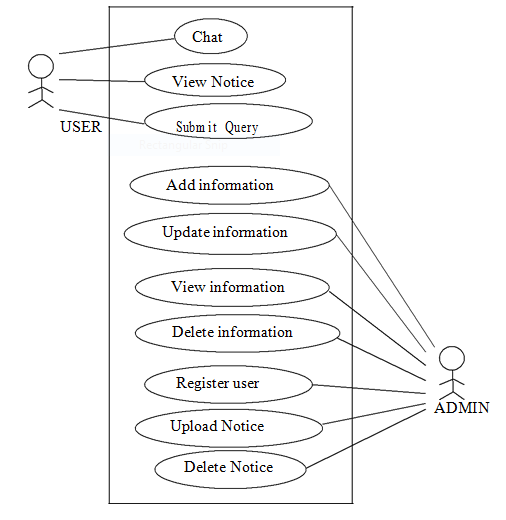 Chat
View Notice
Submit Query
USER
Add information
Update information
View information
Delete information
Register user
ADMIN
Upload Notice
Delete Notice